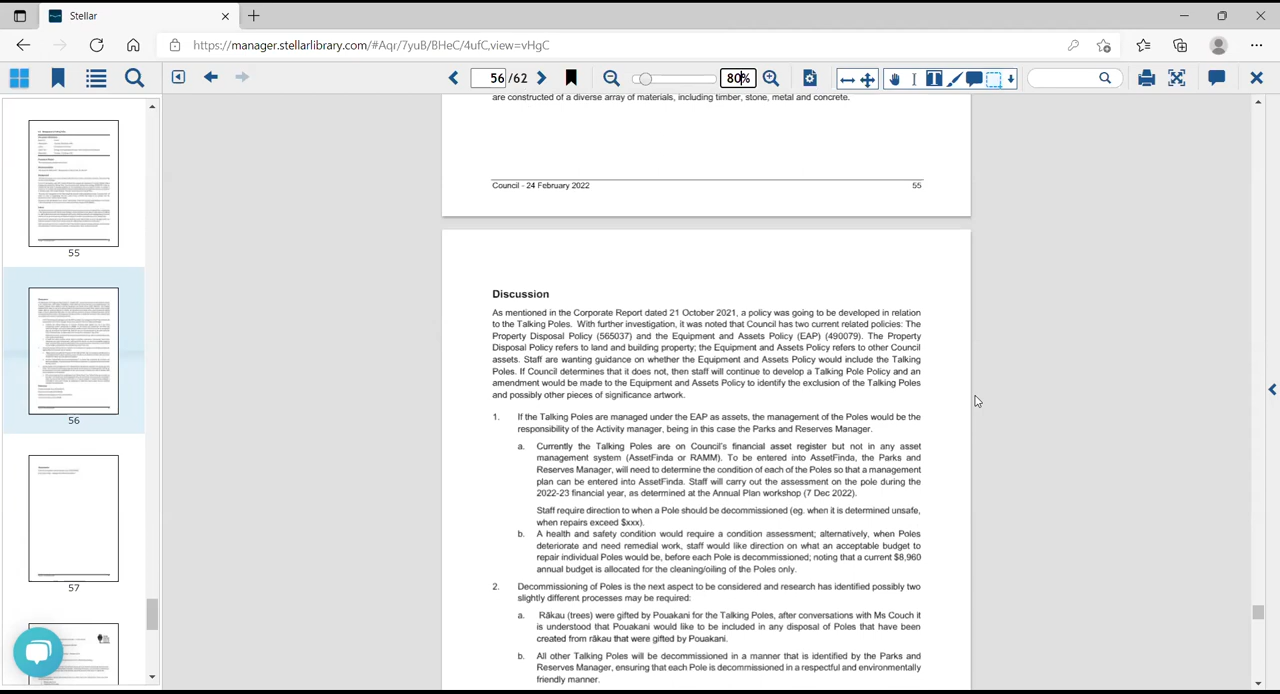 Stellar
https://manager.stellarlibrary.com/#Aqr/7yuB/BHeC/4ufC,view=vHgC
56 /62
80%
55
56
57
are constructed of a diverse array of materials, including timber, stone, metal and concrete.
Council - 24 February 2022 55
Discussion
As mentioned in the Corporate Report dated 21 October 2021, a policy was going to be developed in relation
to the Talking Poles. With further investigation, it was noted that Council has two current related policies: The
Property Disposal Policy (565037) and the Equipment and Assets Policy (EAP) (490079). The Property
Disposal Policy refers to land and building property; the Equipment and Assets Policy refers to other Council
assets. Staff are wanting guidance on whether the Equipment and Assets Policy would include the Talking
Poles. If Council determines that it does not, then staff will continue to develop a Talking Pole Policy and an
amendment would be made to the Equipment and Assets Policy to identify the exclusion of the Talking Poles
and possibly other pieces of significance artwork.
1. If the Talking Poles are managed under the EAP as assets, the management of the Poles would be the
responsibility of the Activity manager, being in this case the Parks and Reserves Manager.
a. Currently the Talking Poles are on Council's financial asset register but not in any asset
management system (AssetFinda or RAMM). To be entered into AssetFinda, the Parks and
Reserves Manager, will need to determine the condition of each of the Poles so that a management
plan can be entered into AssetFinda. Staff will carry out the assessment on the pole during the
2022-23 financial year, as determined at the Annual Plan workshop (7 Dec 2022).
Staff require direction to when a Pole should be decommissioned (eg. when it is determined unsafe,
when repairs exceed $xxx).
b. A health and safety condition would require a condition assessment; alternatively, when Poles
deteriorate and need remedial work, staff would like direction on what an acceptable budget to
repair individual Poles would be, before each Pole is decommissioned; noting that a current $8,960
annual budget is allocated for the cleaning/oiling of the Poles only.
2. Decommissioning of Poles is the next aspect to be considered and research has identified possibly two
slightly different processes may be required:
a. Rākau (trees) were gifted by Pouakani for the Talking Poles, after conversations with Ms Couch it
is understood that Pouakani would like to be included in any disposal of Poles that have been
created from rākau that were gifted by Pouakani.
b. All other Talking Poles will be decommissioned in a manner that is identified by the Parks and
Reserves Manager, ensuring that each Pole is decommissioned in a respectful and environmentally
friendly manner.